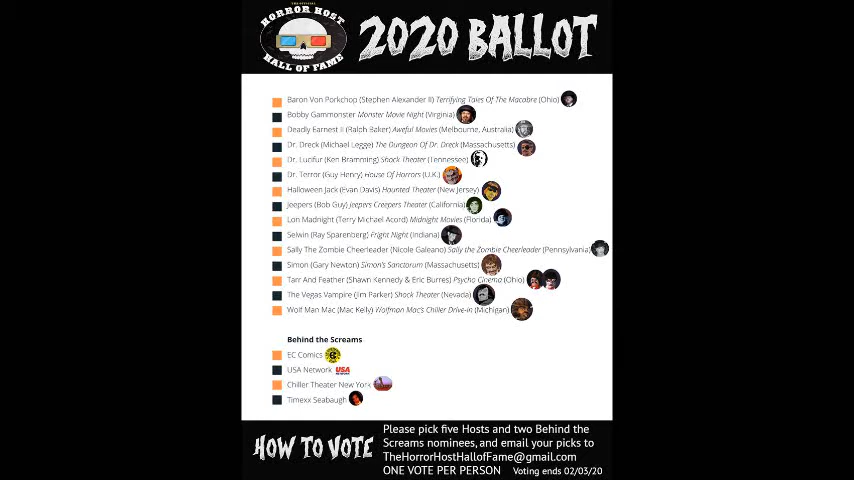 THE OFFICIAL
HORROR HOST
HALL OF FAME
2020 BALLOT
Baron Von Porkchop (Stephen Alexander II) Terrifying Tales Of The Macabre (Ohio)
Bobby Gammonster Monster Movie Night (Virginia)
Deadly Earnest II (Ralph Baker) Aweful Movies (Melbourne, Australia)
Dr. Dreck (Michael Legge) The Dungeon Of Dr. Dreck (Massachusetts)
Dr. Lucifur (Ken Bramming) Shock Theater (Tennessee)
Dr. Terror (Guy Henry) House Of Horrors (U.K.)
Halloween Jack (Evan Davis) Haunted Theater (New Jersey)
Jeepers (Bob Guy) Jeepers Creepers Theater (California)
Lon Madnight (Terry Michael Acord) Midnight Movies (Florida)
Selwin (Ray Sparenberg) Fright Night (Indiana)
Sally The Zombie Cheerleader (Nicole Galeano) Sally the Zombie Cheerleader (Pennsylvania)
Simon (Gary Newton) Simon's Sanctorum (Massachusetts)
Tarr And Feather (Shawn Kennedy & Eric Burres) Psycho Cinema (Ohio)
The Vegas Vampire (Jim Parker) Shock Theater (Nevada)
Wolf Man Mac (Mac Kelly) Wolfman Mac's Chiller Drive-in (Michigan)
Behind the Screams
EC Comics
USA Network USA
Chiller Theater New York
Timexx Seabaugh
HOW TO VOTE
Please pick five Hosts and two Behind the
Screams nominees, and email your picks to
TheHorrorHostHallofFame@gmail.com
ONE VOTE PER PERSON Voting ends 02/03/20